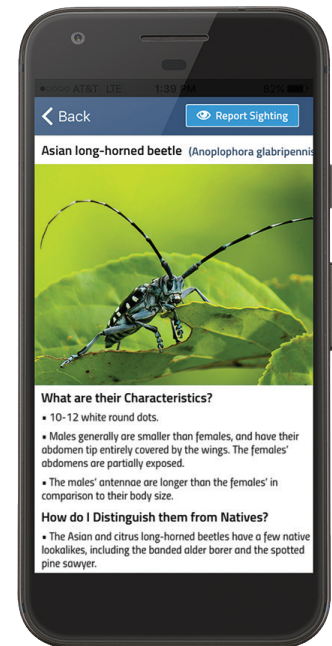 AT&T LTE 1:39 PM 82%
Back
Report Sighting
Asian long-horned beetle (Anoplophora glabripennis
What are their Characteristics?
▪ 10-12 white round dots.
▪ Males generally are smaller than females, and have their
abdomen tip entirely covered by the wings. The females'
abdomens are partially exposed.
▪ The males' antennae are longer than the females' in
comparison to their body size.
How do I Distinguish them from Natives?
▪ The Asian and citrus long-horned beetles have a few native
lookalikes, including the banded alder borer and the spotted
pine sawyer.